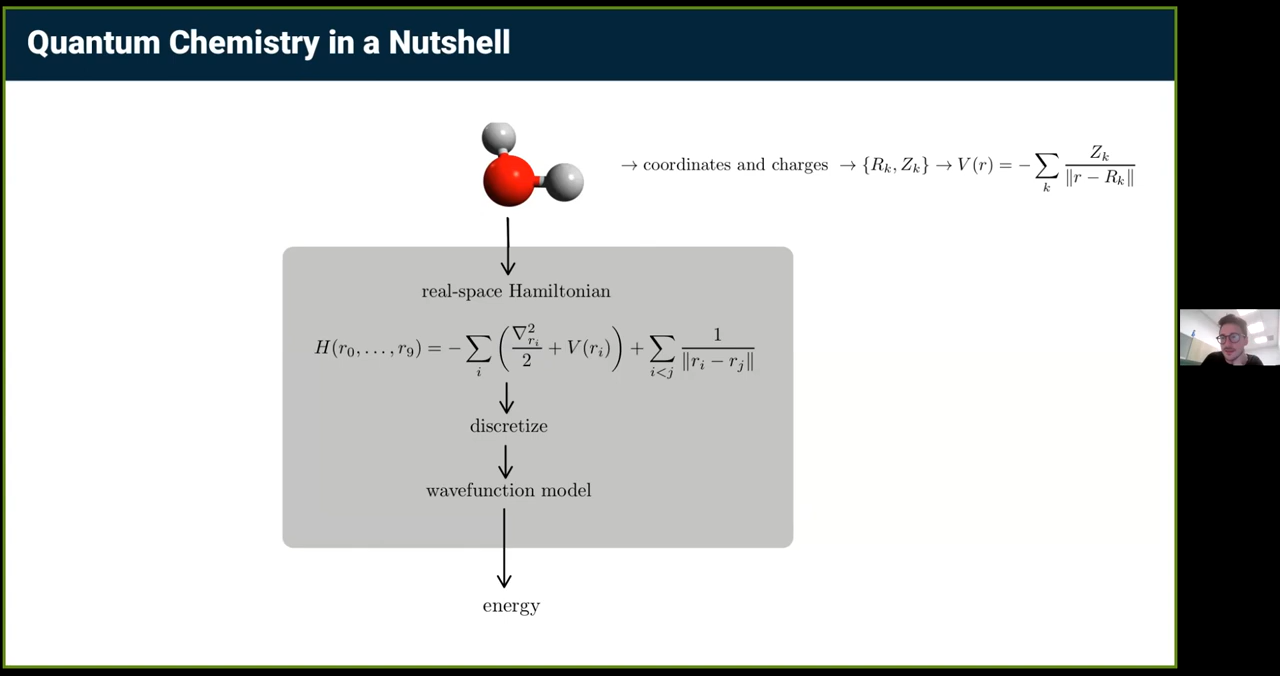 Quantum Chemistry in a Nutshell
→ coordinates and charges → {R_k, Z_k} → V(r) = − ∑_k Z_k / ‖r − R_k‖
real-space Hamiltonian
H(r_0, …, r_9) = − ∑_i ( ∇²_{r_i} / 2 + V(r_i) ) + ∑_{i<j} 1 / ‖r_i − r_j‖
discretize
wavefunction model
energy